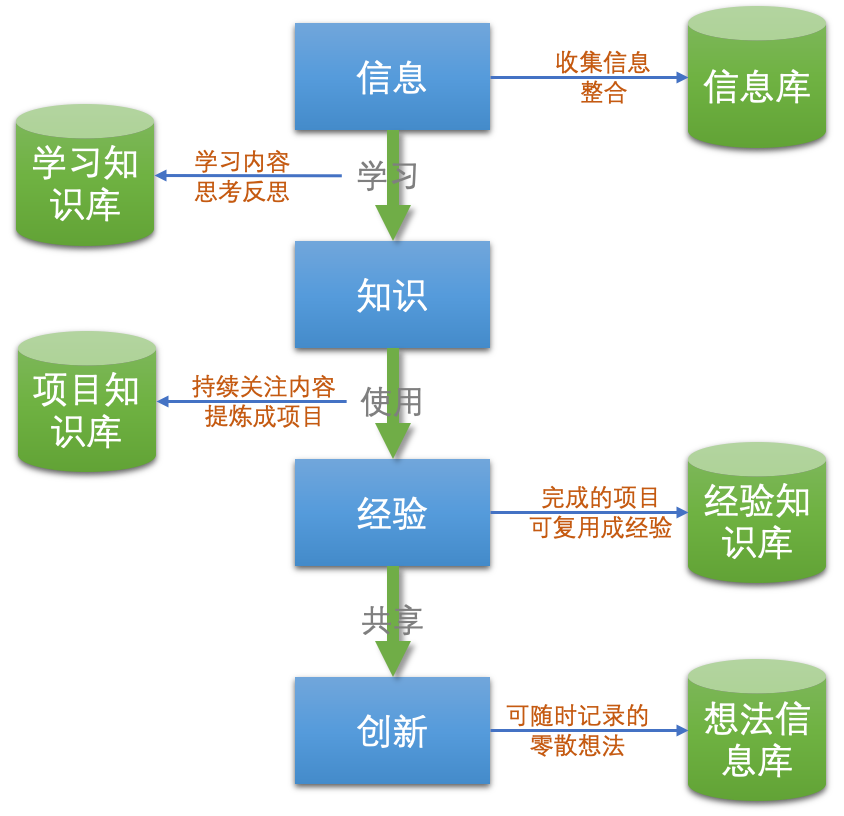 信息
收集信息
整合
信息库
学习知
识库
学习内容
思考反思
学习
知识
项目知
识库
持续关注内容
提炼成项目
使用
经验
完成的项目
可复用成经验
经验知
识库
共享
创新
可随时记录的
零散想法
想法信
息库